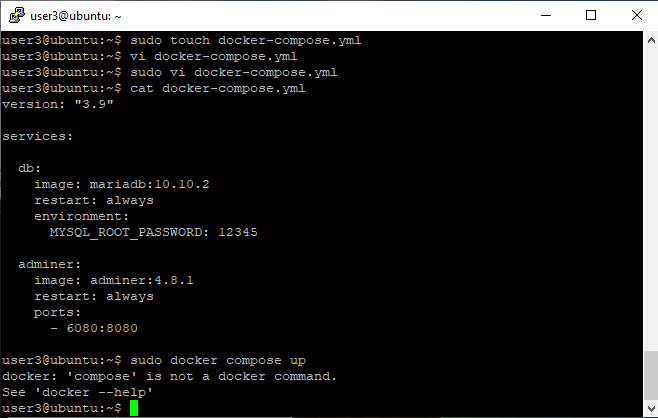 user3@ubuntu: ~
user3@ubuntu:~$ sudo touch docker-compose.yml
user3@ubuntu:~$ vi docker-compose.yml
user3@ubuntu:~$ sudo vi docker-compose.yml
user3@ubuntu:~$ cat docker-compose.yml
version: "3.9"

services:

  db:
    image: mariadb:10.10.2
    restart: always
    environment:
      MYSQL_ROOT_PASSWORD: 12345

  adminer:
    image: adminer:4.8.1
    restart: always
    ports:
      - 6080:8080

user3@ubuntu:~$ sudo docker compose up
docker: 'compose' is not a docker command.
See 'docker --help'
user3@ubuntu:~$